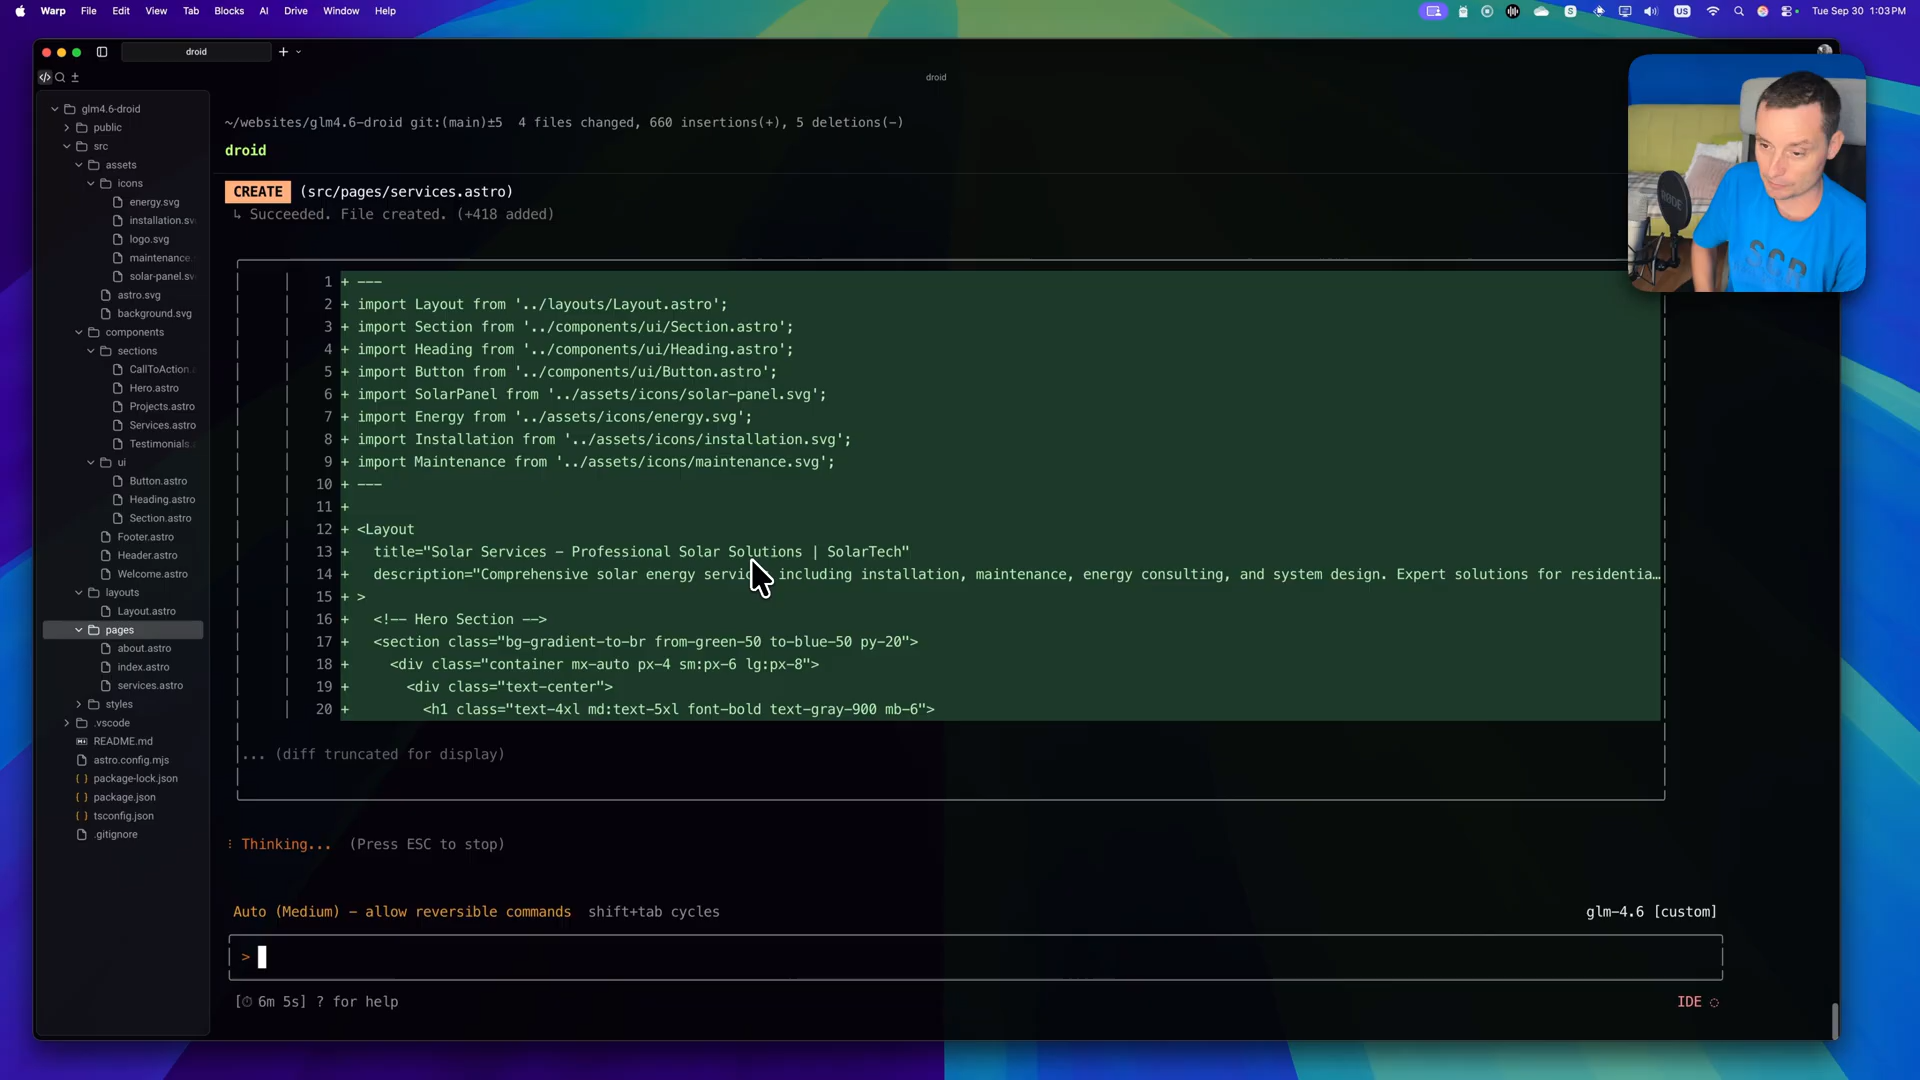 Warp File Edit View Tab Blocks AI Drive Window Help
US
Tue Sep 30 1:03PM
droid
droid
glm4.6-droid
public
src
assets
icons
energy.svg
installation.sv
logo.svg
maintenance.
solar-panel.sv
astro.svg
background.svg
components
sections
CallToAction.a
Hero.astro
Projects.astro
Services.astro
Testimonials.
ui
Button.astro
Heading.astro
Section.astro
Footer.astro
Header.astro
Welcome.astro
layouts
Layout.astro
pages
about.astro
index.astro
services.astro
styles
.vscode
README.md
astro.config.mjs
package-lock.json
package.json
tsconfig.json
.gitignore
~/websites/glm4.6-droid git:(main)±5 4 files changed, 660 insertions(+), 5 deletions(-)
droid
CREATE (src/pages/services.astro)
↳ Succeeded. File created. (+418 added)
1 + ---
2 + import Layout from '../layouts/Layout.astro';
3 + import Section from '../components/ui/Section.astro';
4 + import Heading from '../components/ui/Heading.astro';
5 + import Button from '../components/ui/Button.astro';
6 + import SolarPanel from '../assets/icons/solar-panel.svg';
7 + import Energy from '../assets/icons/energy.svg';
8 + import Installation from '../assets/icons/installation.svg';
9 + import Maintenance from '../assets/icons/maintenance.svg';
10 + ---
11 +
12 + <Layout
13 + title="Solar Services – Professional Solar Solutions | SolarTech"
14 + description="Comprehensive solar energy servic including installation, maintenance, energy consulting, and system design. Expert solutions for residentia…
15 + >
16 + <!-- Hero Section -->
17 + <section class="bg-gradient-to-br from-green-50 to-blue-50 py-20">
18 + <div class="container mx-auto px-4 sm:px-6 lg:px-8">
19 + <div class="text-center">
20 + <h1 class="text-4xl md:text-5xl font-bold text-gray-900 mb-6">
... (diff truncated for display)
Thinking... (Press ESC to stop)
Auto (Medium) – allow reversible commands shift+tab cycles
glm-4.6 [custom]
>
[⏱ 6m 5s] ? for help
IDE
RODE